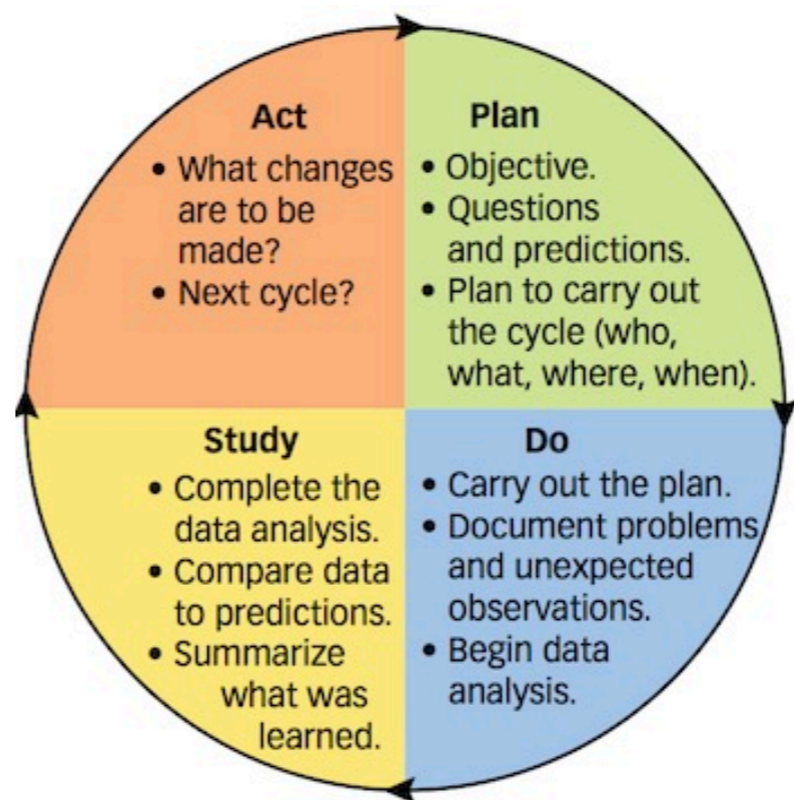 Act
• What changes
are to be
made?
• Next cycle?
Plan
• Objective.
• Questions
and predictions.
• Plan to carry out
the cycle (who,
what, where, when).
Study
• Complete the
data analysis.
• Compare data
to predictions.
• Summarize
what was
learned.
Do
• Carry out the plan.
• Document problems
and unexpected
observations.
• Begin data
analysis.